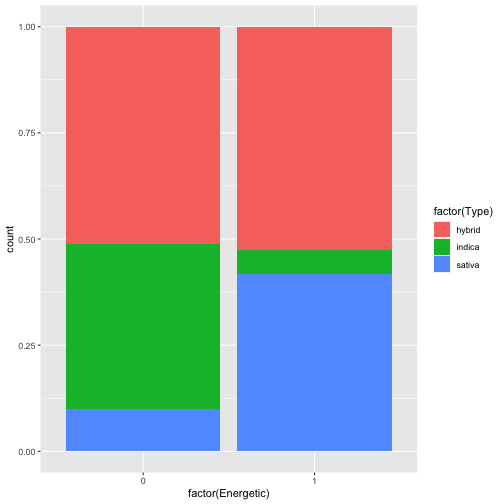 1.00
0.75
0.50
0.25
0.00
count
0
1
factor(Energetic)
factor(Type)
hybrid
indica
sativa